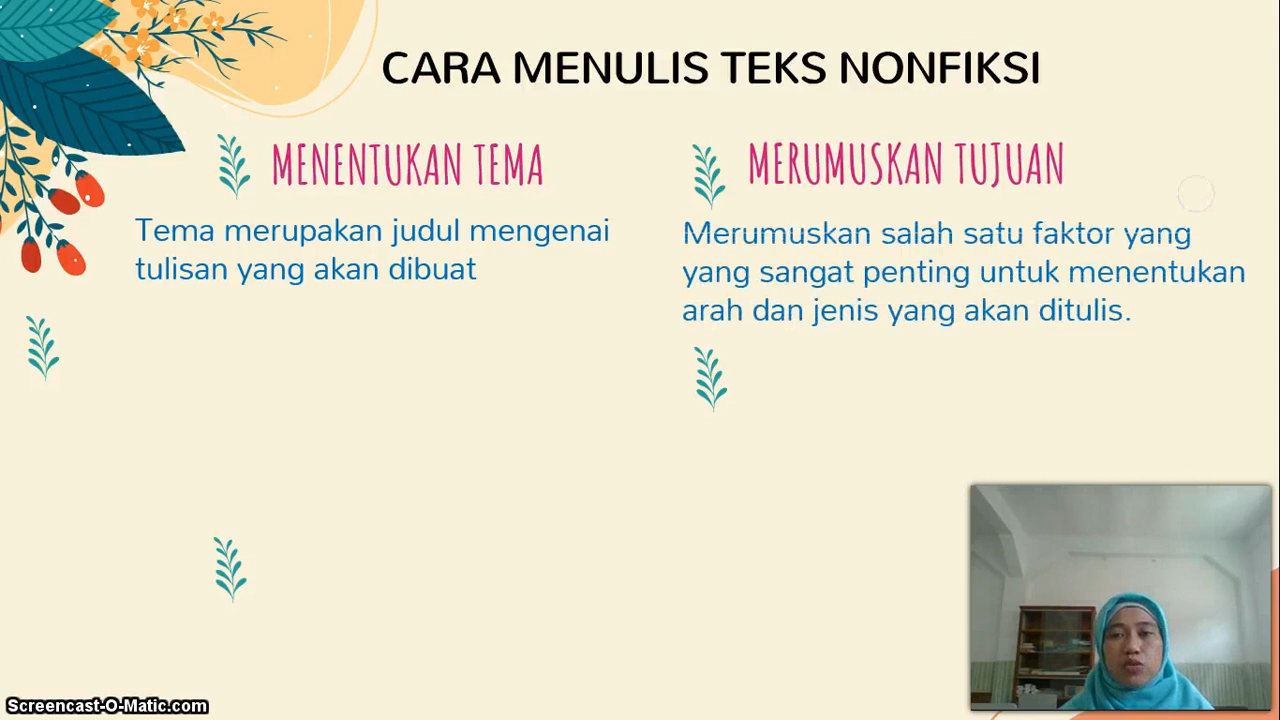 CARA MENULIS TEKS NONFIKSI
MENENTUKAN TEMA
Tema merupakan judul mengenai
tulisan yang akan dibuat
MERUMUSKAN TUJUAN
Merumuskan salah satu faktor yang
yang sangat penting untuk menentukan
arah dan jenis yang akan ditulis.
Screencast-O-Matic.com